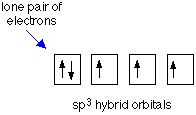 lone pair of
electrons
sp³ hybrid orbitals